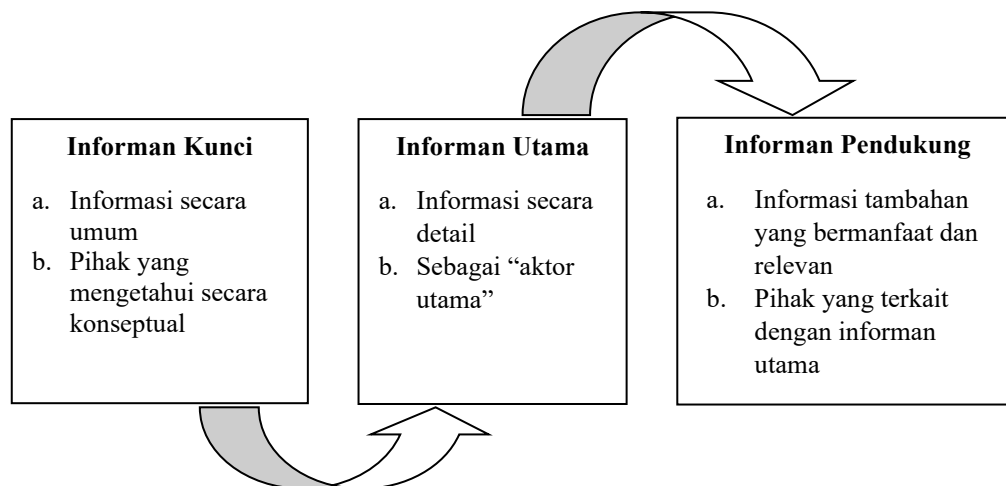 Informan Kunci
a. Informasi secara
umum
b. Pihak yang
mengetahui secara
konseptual
Informan Utama
a. Informasi secara
detail
b. Sebagai “aktor
utama”
Informan Pendukung
a. Informasi tambahan
yang bermanfaat dan
relevan
b. Pihak yang terkait
dengan informan
utama